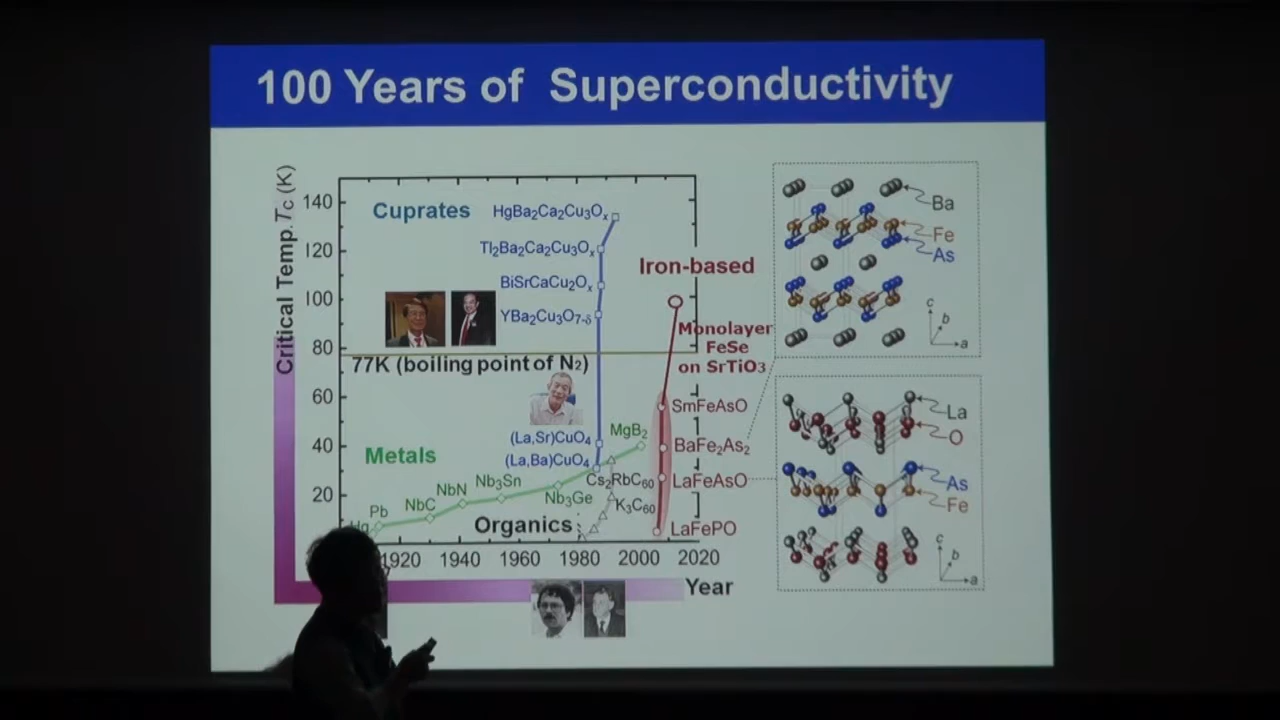 100 Years of Superconductivity
Critical Temp. Tc (K)
140
120
100
80
60
40
20
Cuprates
HgBa2Ca2Cu3Ox
Tl2Ba2Ca2Cu3Ox
BiSrCaCu2Ox
YBa2Cu3O7-δ
77K (boiling point of N2)
Iron-based
Monolayer
FeSe
on SrTiO3
SmFeAsO
BaFe2As2
LaFeAsO
LaFePO
(La,Sr)CuO4
(La,Ba)CuO4
MgB2
Metals
Hg
Pb
NbC
NbN
Nb3Sn
Nb3Ge
Cs2RbC60
K3C60
Organics
1920
1940
1960
1980
2000
2020
Year
Ba
Fe
As
c
b
a
La
O
As
Fe
c
b
a